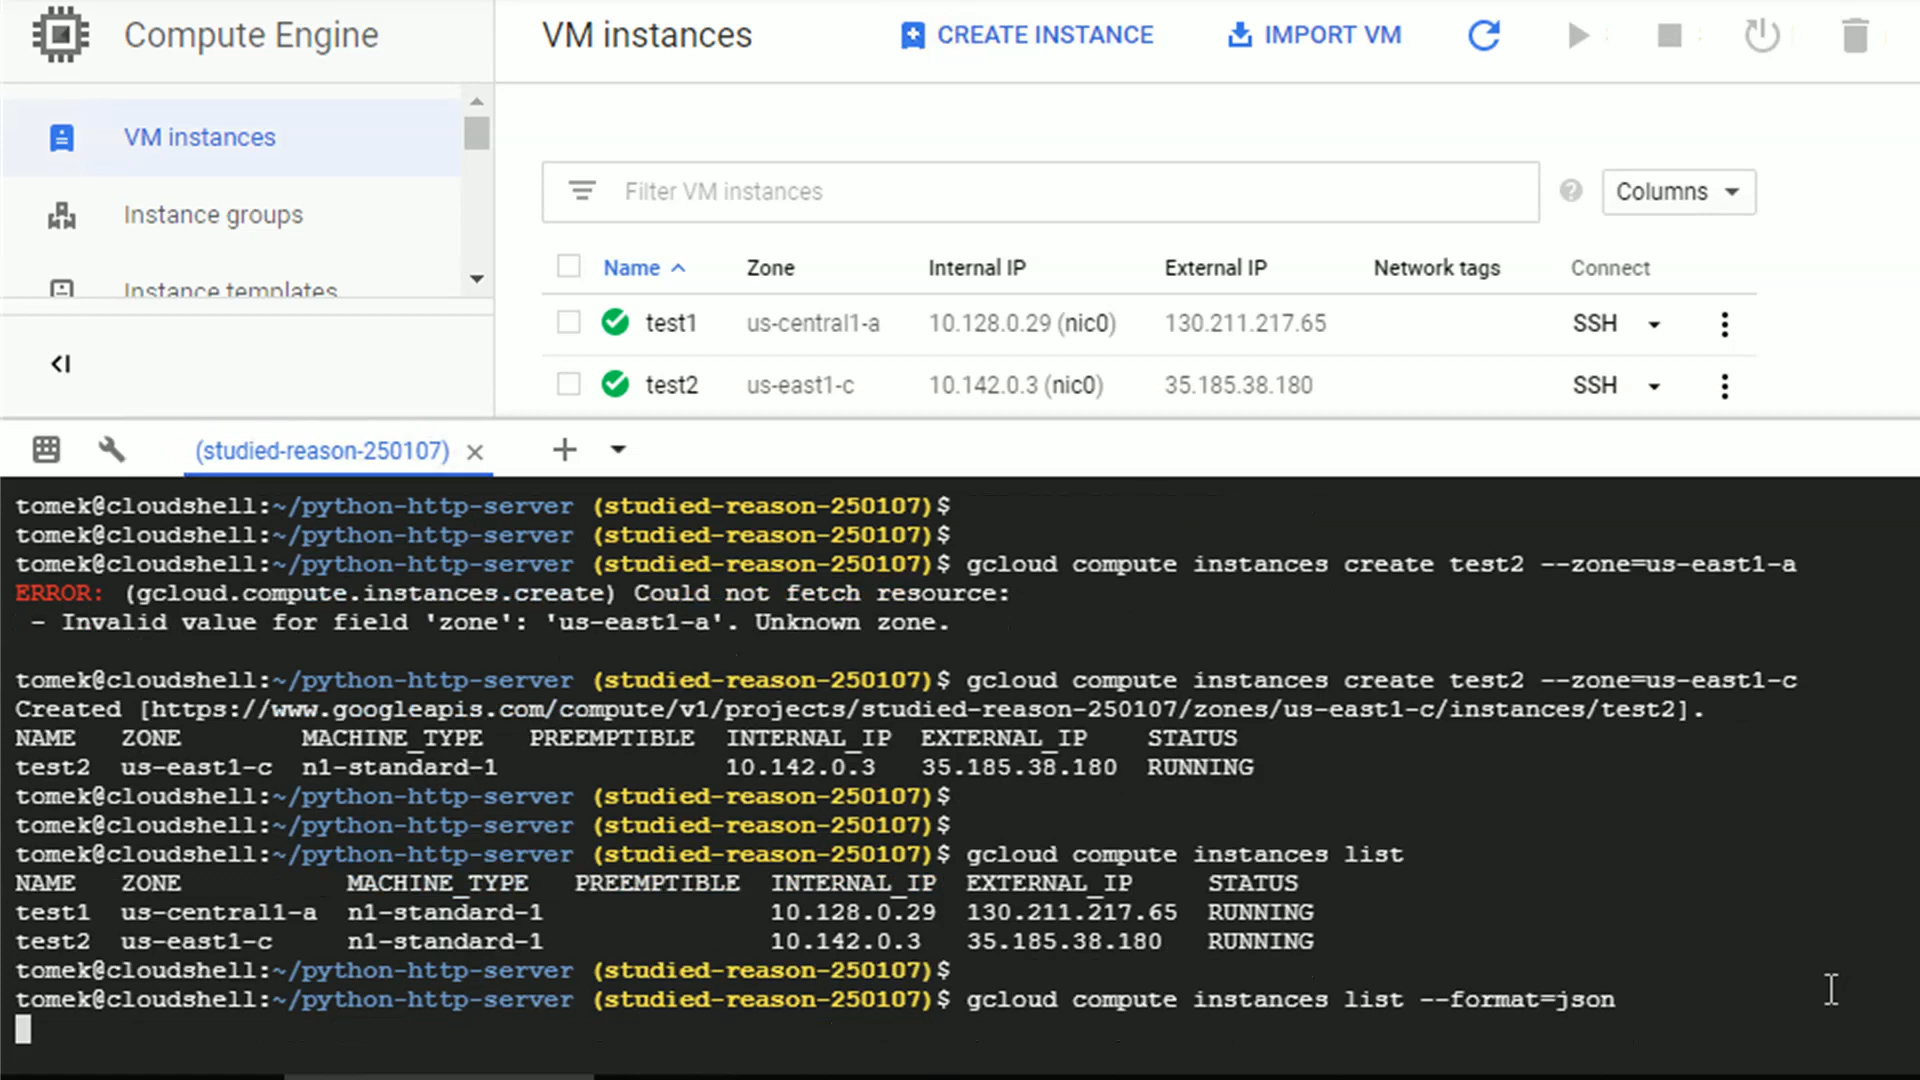 Compute Engine
VM instances
CREATE INSTANCE
IMPORT VM
VM instances
Instance groups
Instance templates
Filter VM instances
Columns
Name Zone Internal IP External IP Network tags Connect
test1 us-central1-a 10.128.0.29 (nic0) 130.211.217.65 SSH
test2 us-east1-c 10.142.0.3 (nic0) 35.185.38.180 SSH
(studied-reason-250107)
tomek@cloudshell:~/python-http-server (studied-reason-250107)$
tomek@cloudshell:~/python-http-server (studied-reason-250107)$
tomek@cloudshell:~/python-http-server (studied-reason-250107)$ gcloud compute instances create test2 --zone=us-east1-a
ERROR: (gcloud.compute.instances.create) Could not fetch resource:
- Invalid value for field 'zone': 'us-east1-a'. Unknown zone.
tomek@cloudshell:~/python-http-server (studied-reason-250107)$ gcloud compute instances create test2 --zone=us-east1-c
Created [https://www.googleapis.com/compute/v1/projects/studied-reason-250107/zones/us-east1-c/instances/test2].
NAME ZONE MACHINE_TYPE PREEMPTIBLE INTERNAL_IP EXTERNAL_IP STATUS
test2 us-east1-c n1-standard-1 10.142.0.3 35.185.38.180 RUNNING
tomek@cloudshell:~/python-http-server (studied-reason-250107)$
tomek@cloudshell:~/python-http-server (studied-reason-250107)$
tomek@cloudshell:~/python-http-server (studied-reason-250107)$ gcloud compute instances list
NAME ZONE MACHINE_TYPE PREEMPTIBLE INTERNAL_IP EXTERNAL_IP STATUS
test1 us-central1-a n1-standard-1 10.128.0.29 130.211.217.65 RUNNING
test2 us-east1-c n1-standard-1 10.142.0.3 35.185.38.180 RUNNING
tomek@cloudshell:~/python-http-server (studied-reason-250107)$
tomek@cloudshell:~/python-http-server (studied-reason-250107)$ gcloud compute instances list --format=json